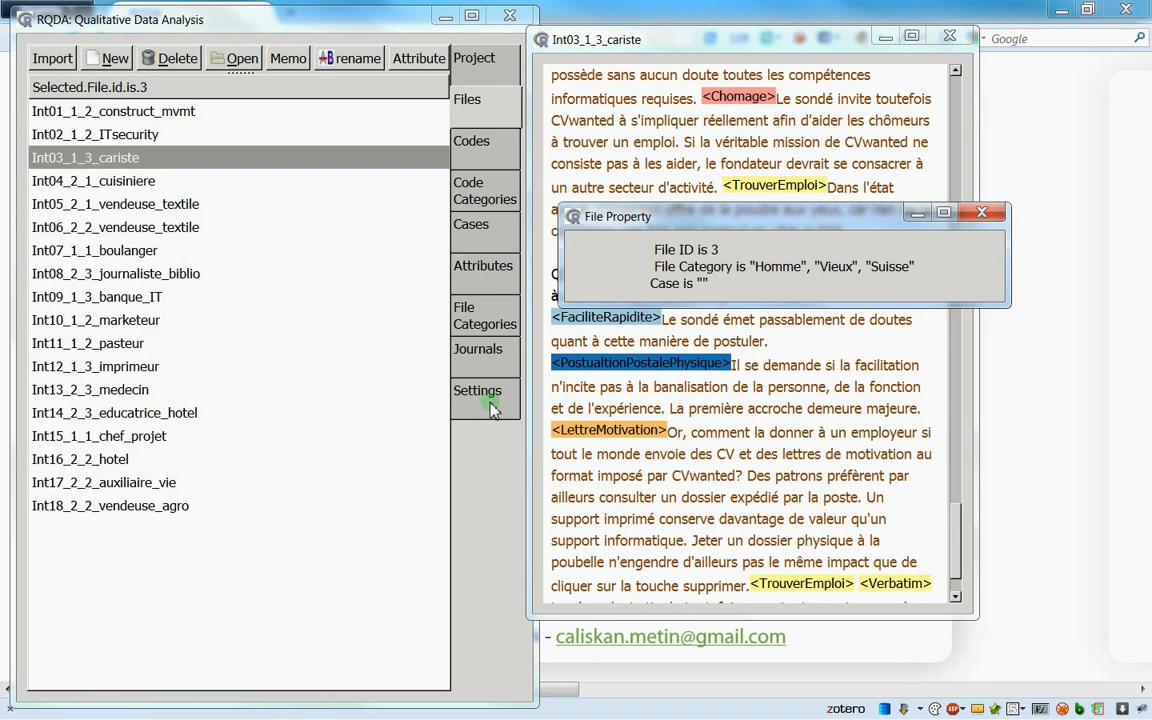 RQDA: Qualitative Data Analysis
Import New Delete Open Memo rename Attribute
Selected.File.id.is.3
Int01_1_2_construct_mvmt
Int02_1_2_ITsecurity
Int03_1_3_cariste
Int04_2_1_cuisiniere
Int05_2_1_vendeuse_textile
Int06_2_2_vendeuse_textile
Int07_1_1_boulanger
Int08_2_3_journaliste_biblio
Int09_1_3_banque_IT
Int10_1_2_marketeur
Int11_1_2_pasteur
Int12_1_3_imprimeur
Int13_2_3_medecin
Int14_2_3_educatrice_hotel
Int15_1_1_chef_projet
Int16_2_2_hotel
Int17_2_2_auxiliaire_vie
Int18_2_2_vendeuse_agro
Project
Files
Codes
Code
Categories
Cases
Attributes
File
Categories
Journals
Settings
Int03_1_3_cariste
possède sans aucun doute toutes les compétences
informatiques requises. <Chomage>Le sondé invite toutefois
CVwanted à s'impliquer réellement afin d'aider les chômeurs
à trouver un emploi. Si la véritable mission de CVwanted ne
consiste pas à les aider, le fondateur devrait se consacrer à
un autre secteur d'activité. <TrouverEmploi>Dans l'état
File Property
File ID is 3
File Category is "Homme", "Vieux", "Suisse"
Case is ""
<FaciliteRapidite>Le sondé émet passablement de doutes
quant à cette manière de postuler.
<PostualtionPostalePhysique>Il se demande si la facilitation
n'incite pas à la banalisation de la personne, de la fonction
et de l'expérience. La première accroche demeure majeure.
<LettreMotivation>Or, comment la donner à un employeur si
tout le monde envoie des CV et des lettres de motivation au
format imposé par CVwanted? Des patrons préfèrent par
ailleurs consulter un dossier expédié par la poste. Un
support imprimé conserve davantage de valeur qu'un
support informatique. Jeter un dossier physique à la
poubelle n'engendre d'ailleurs pas le même impact que de
cliquer sur la touche supprimer.<TrouverEmploi> <Verbatim>
- caliskan.metin@gmail.com
Google
zotero